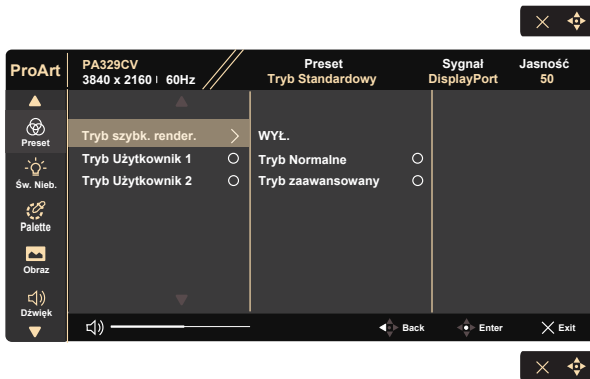 ProArt
PA329CV
3840 x 2160 60Hz
Preset
Tryb Standardowy
Sygnał
DisplayPort
Jasność
50
Preset
Św. Nieb.
Palette
Obraz
Dźwięk
Tryb szybk. render.
Tryb Użytkownik 1
Tryb Użytkownik 2
WYŁ.
Tryb Normalne
Tryb zaawansowany
Back
Enter
Exit